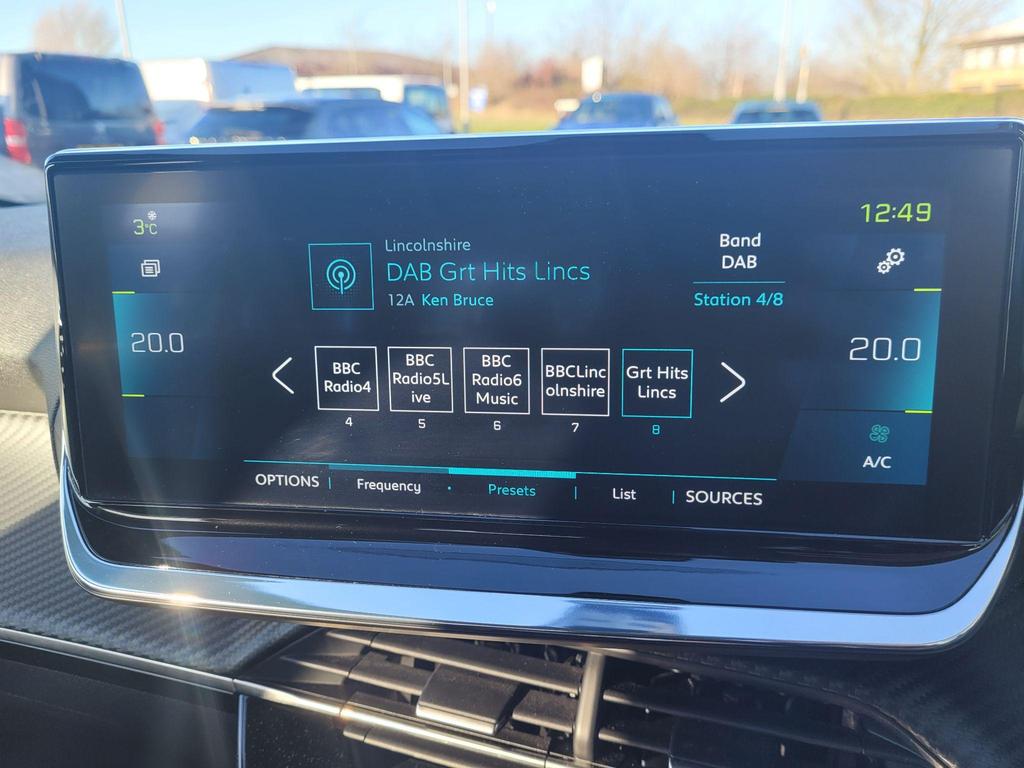 3°C
12:49
Lincolnshire
DAB Grt Hits Lincs
12A Ken Bruce
Band
DAB
Station 4/8
20.0
20.0
BBC
Radio4
4
BBC
Radio5L
ive
5
BBC
Radio6
Music
6
BBCLinc
olnshire
7
Grt Hits
Lincs
8
A/C
OPTIONS
Frequency
Presets
List
SOURCES